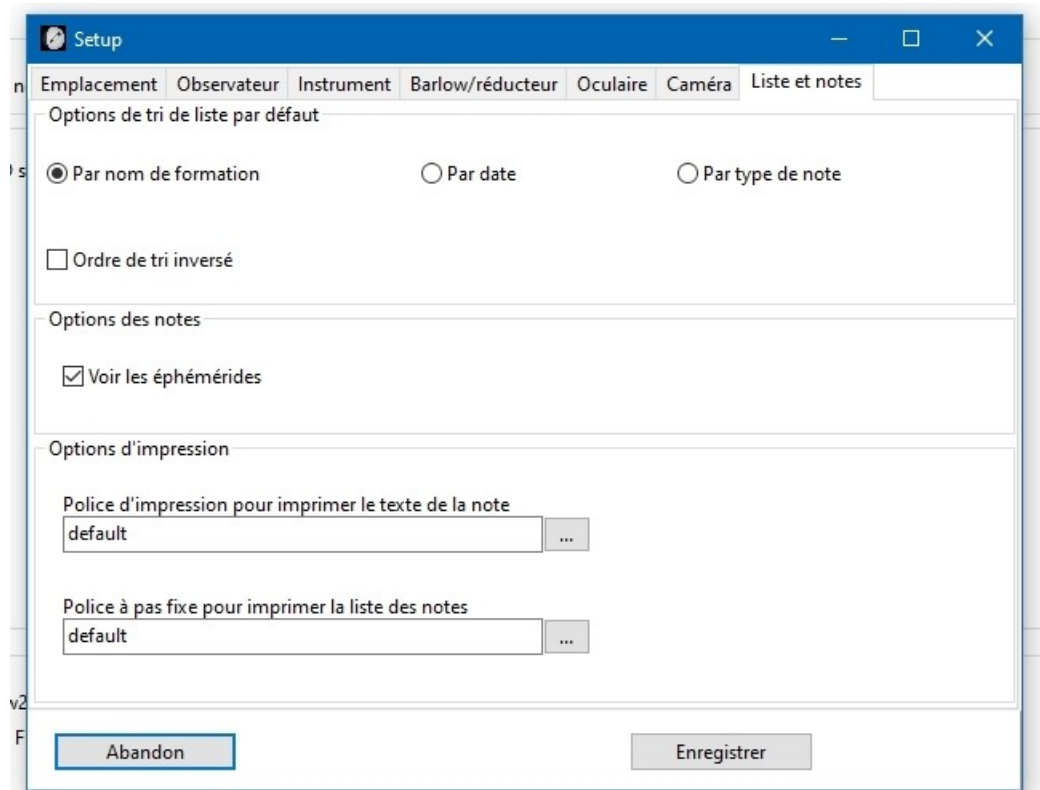 Setup
Emplacement Observateur Instrument Barlow/réducteur Oculaire Caméra Liste et notes
Options de tri de liste par défaut
Par nom de formation Par date Par type de note
Ordre de tri inversé
Options des notes
Voir les éphémérides
Options d'impression
Police d'impression pour imprimer le texte de la note
default ...
Police à pas fixe pour imprimer la liste des notes
default ...
Abandon Enregistrer